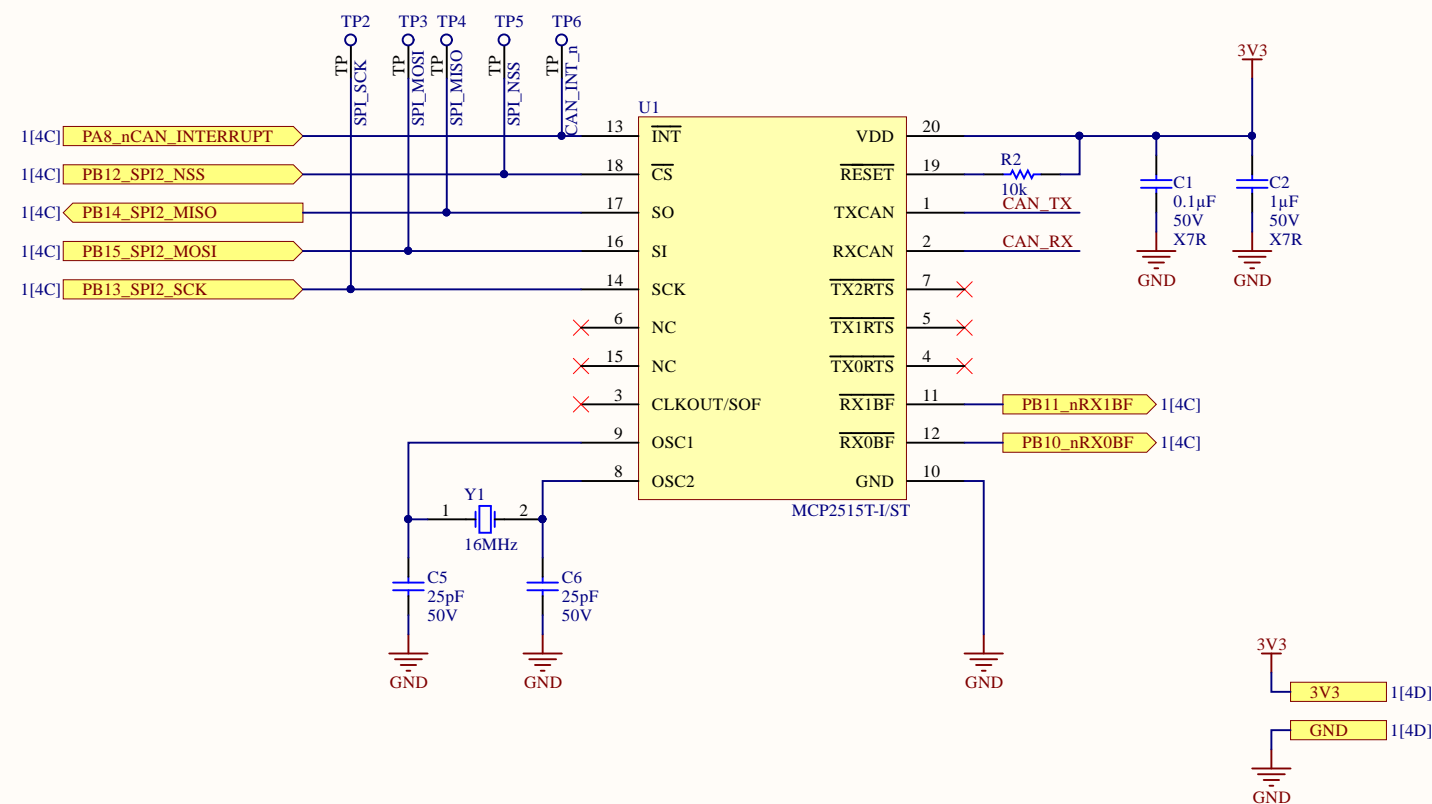 TP2 TP3 TP4 TP5 TP6
TP TP TP TP TP
SPI_SCK SPI_MOSI SPI_MISO SPI_NSS CAN_INT_n
3V3
U1
1[4C] PA8_nCAN_INTERRUPT 13 INT VDD 20
1[4C] PB12_SPI2_NSS 18 CS RESET 19 R2
10k
C1
0.1µF
50V
X7R
C2
1µF
50V
X7R
1[4C] PB14_SPI2_MISO 17 SO TXCAN 1 CAN_TX
1[4C] PB15_SPI2_MOSI 16 SI RXCAN 2 CAN_RX
GND GND
1[4C] PB13_SPI2_SCK 14 SCK TX2RTS 7
6 NC TX1RTS 5
15 NC TX0RTS 4
3 CLKOUT/SOF RX1BF 11 PB11_nRX1BF 1[4C]
9 OSC1 RX0BF 12 PB10_nRX0BF 1[4C]
8 OSC2 GND 10
MCP2515T-I/ST
Y1
1 2
16MHz
C5
25pF
50V
C6
25pF
50V
GND GND GND
3V3
3V3 1[4D]
GND 1[4D]
GND